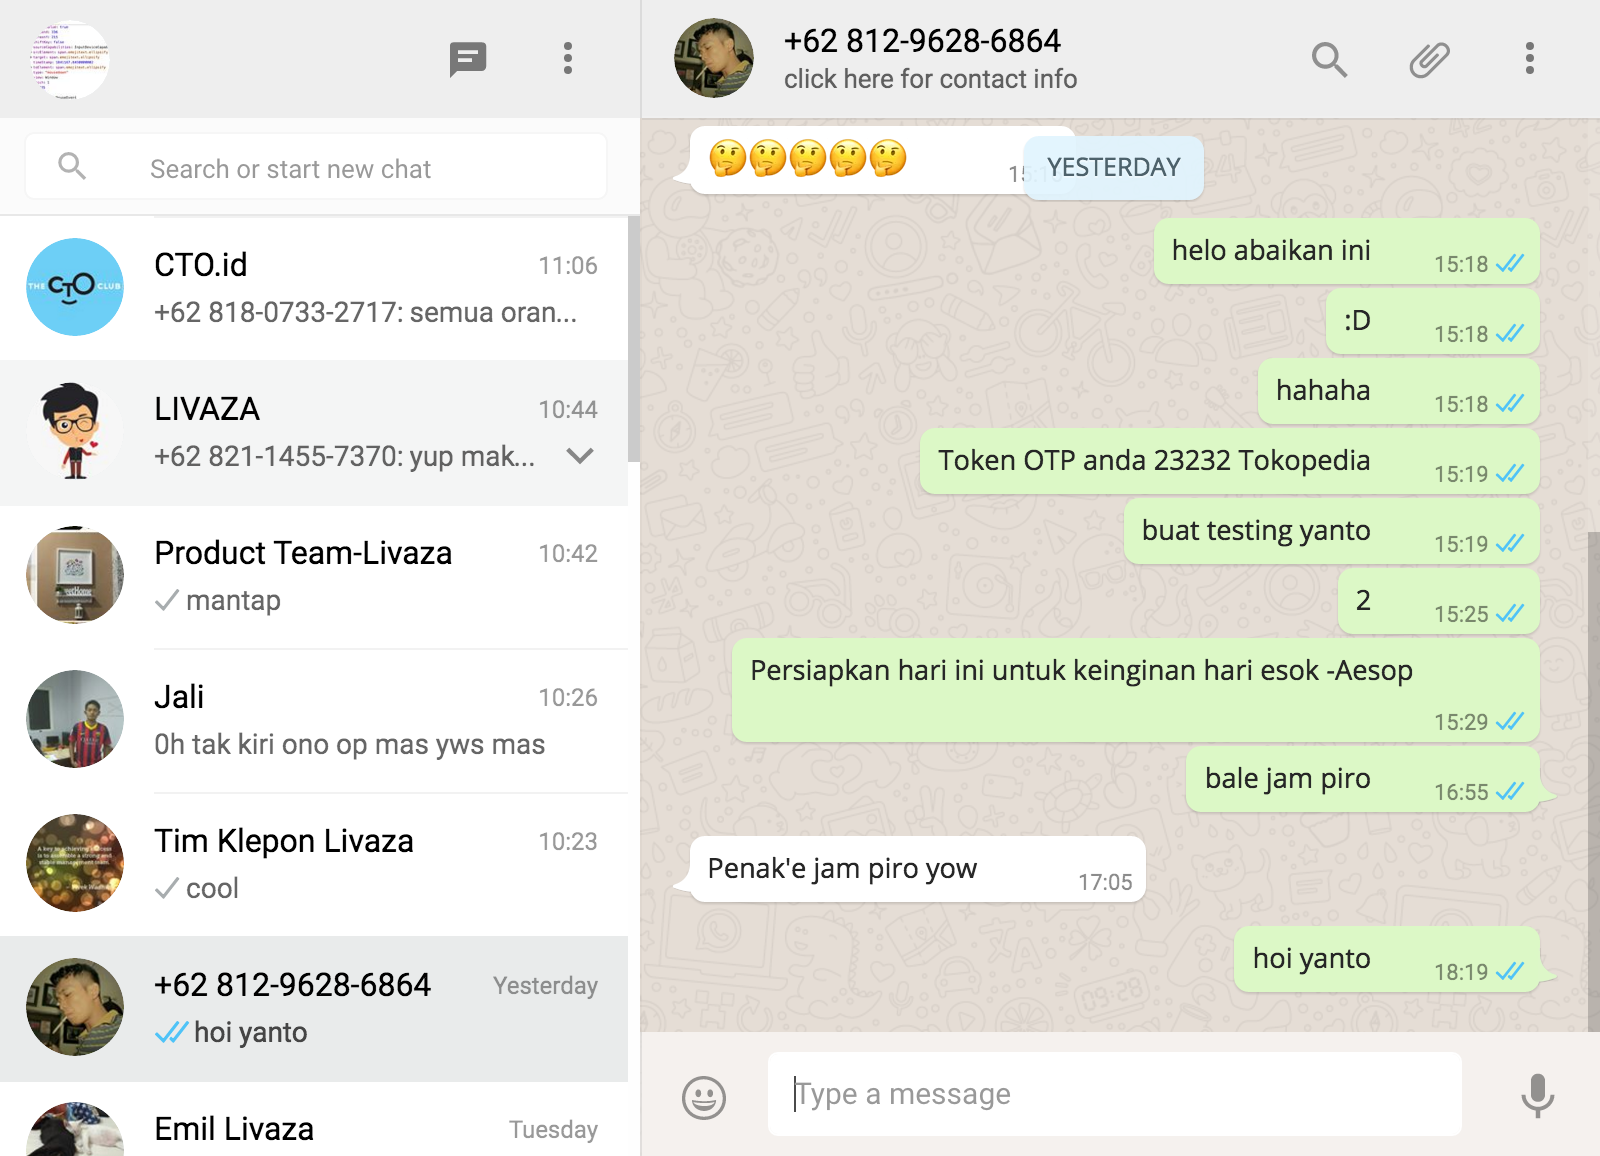 Search or start new chat
THE CTO CLUB
CTO.id
11:06
+62 818-0733-2717: semua oran...
LIVAZA
10:44
+62 821-1455-7370: yup mak...
Product Team-Livaza
10:42
mantap
Jali
10:26
0h tak kiri ono op mas yws mas
Tim Klepon Livaza
10:23
cool
+62 812-9628-6864
Yesterday
hoi yanto
Emil Livaza
Tuesday
+62 812-9628-6864
click here for contact info
🤔🤔🤔🤔🤔
YESTERDAY
helo abaikan ini
15:18
:D
15:18
hahaha
15:18
Token OTP anda 23232 Tokopedia
15:19
buat testing yanto
15:19
2
15:25
Persiapkan hari ini untuk keinginan hari esok -Aesop
15:29
bale jam piro
16:55
Penak'e jam piro yow
17:05
hoi yanto
18:19
Type a message